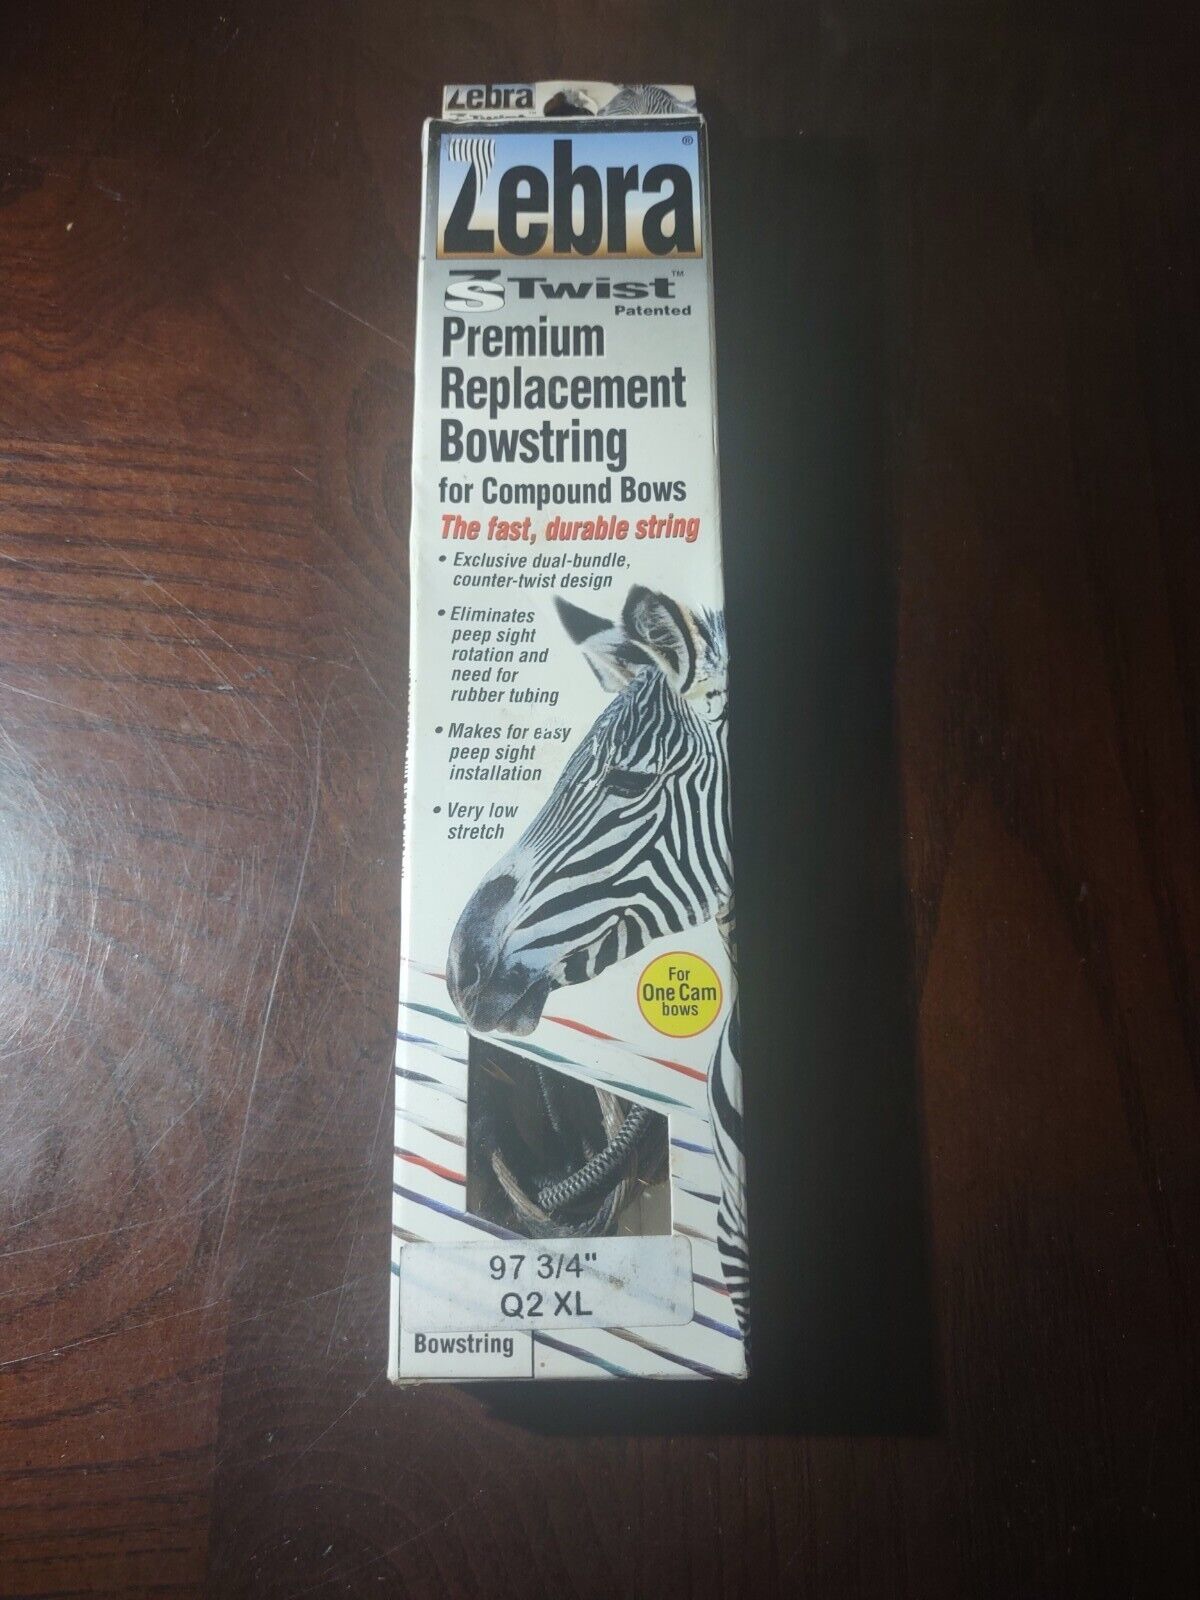 Zebra
Zebra®
ZS Twist™
Patented
Premium
Replacement
Bowstring
for Compound Bows
The fast, durable string
• Exclusive dual-bundle,
counter-twist design
• Eliminates
peep sight
rotation and
need for
rubber tubing
• Makes for easy
peep sight
installation
• Very low
stretch
For
One Cam
bows
97 3/4"
Q2 XL
Bowstring